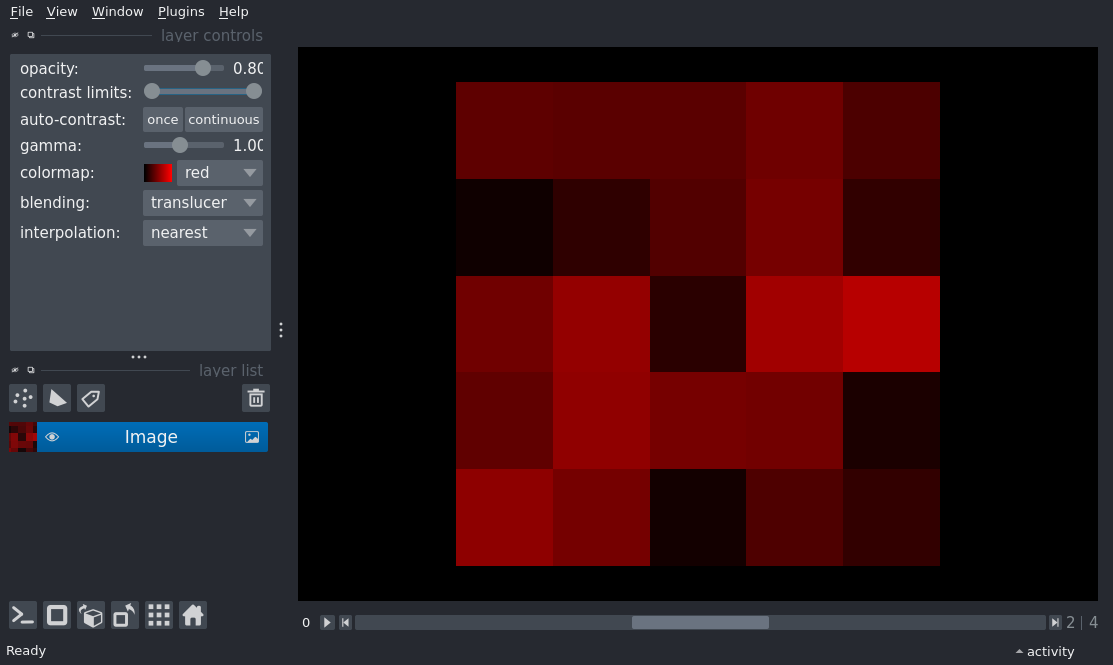 File View Window Plugins Help
layer controls
opacity: 0.80
contrast limits:
auto-contrast: once continuous
gamma: 1.00
colormap: red
blending: translucer
interpolation: nearest
layer list
Image
0 2 | 4
Ready activity